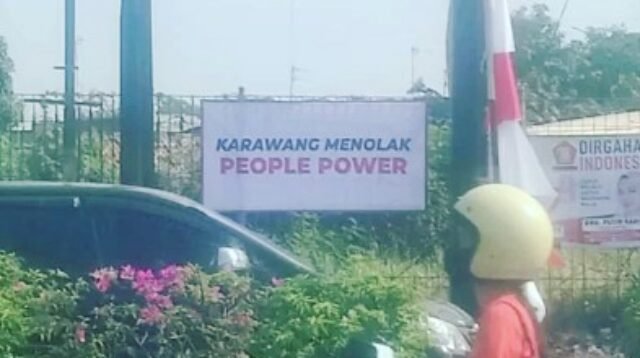 KARAWANG MENOLAK
PEOPLE POWER
DIRGAHA
INDONES